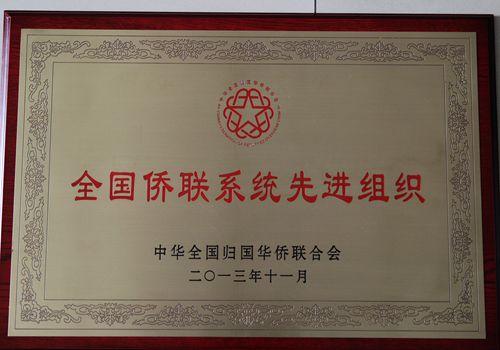 全国侨联系统先进组织
中华全国归国华侨联合会
二〇一三年十一月